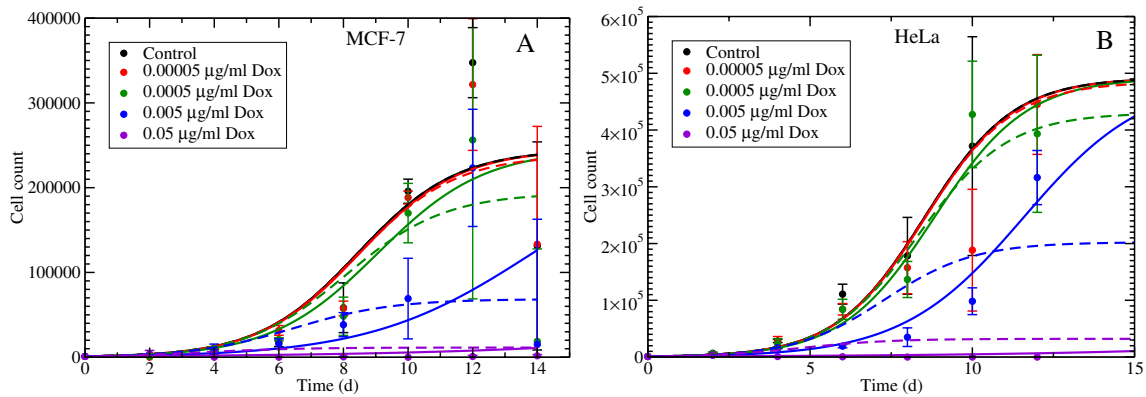 400000
300000
200000
100000
0
Cell count
MCF-7
A
Control
0.00005 μg/ml Dox
0.0005 μg/ml Dox
0.005 μg/ml Dox
0.05 μg/ml Dox
0 2 4 6 8 10 12 14
Time (d)
6×10⁵
5×10⁵
4×10⁵
3×10⁵
2×10⁵
1×10⁵
0
Cell count
HeLa
B
Control
0.00005 μg/ml Dox
0.0005 μg/ml Dox
0.005 μg/ml Dox
0.05 μg/ml Dox
0 5 10 15
Time (d)